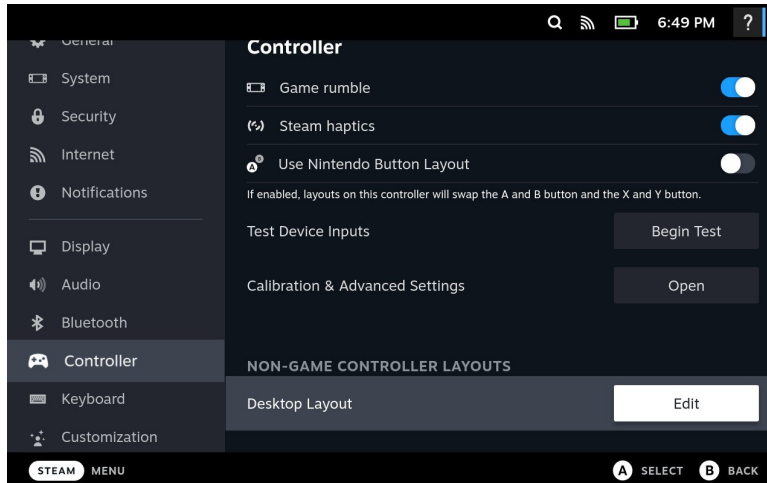 6:49 PM ?
General
System
Security
Internet
Notifications
Display
Audio
Bluetooth
Controller
Keyboard
Customization
Controller
Game rumble
Steam haptics
Use Nintendo Button Layout
If enabled, layouts on this controller will swap the A and B button and the X and Y button.
Test Device Inputs Begin Test
Calibration & Advanced Settings Open
NON-GAME CONTROLLER LAYOUTS
Desktop Layout Edit
STEAM MENU A SELECT B BACK